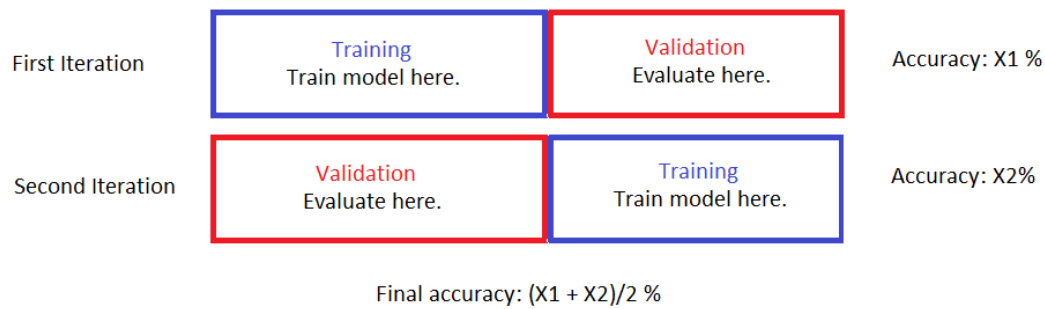 First Iteration
Training
Train model here.
Validation
Evaluate here.
Accuracy: X1 %
Second Iteration
Validation
Evaluate here.
Training
Train model here.
Accuracy: X2%
Final accuracy: (X1 + X2)/2 %